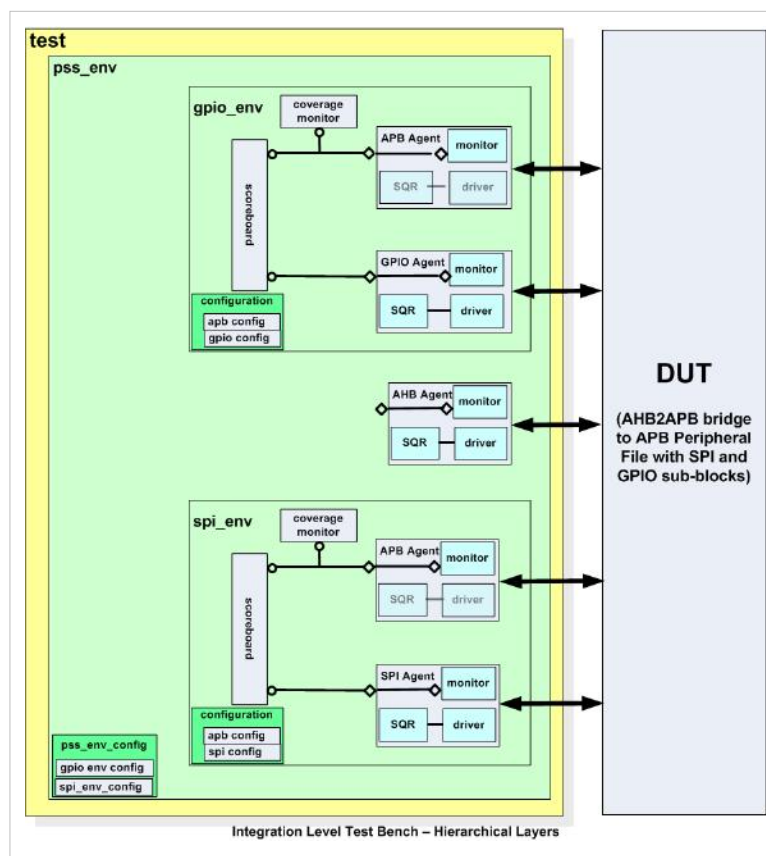 test
pss_env
gpio_env
coverage
monitor
scoreboard
APB Agent
monitor
SQR
driver
GPIO Agent
monitor
SQR
driver
configuration
apb config
gpio config
AHB Agent
monitor
SQR
driver
spi_env
coverage
monitor
scoreboard
APB Agent
monitor
SQR
driver
SPI Agent
monitor
SQR
driver
configuration
apb config
spi config
pss_env_config
gpio env config
spi_env_config
DUT
(AHB2APB bridge
to APB Peripheral
File with SPI and
GPIO sub-blocks)
Integration Level Test Bench – Hierarchical Layers